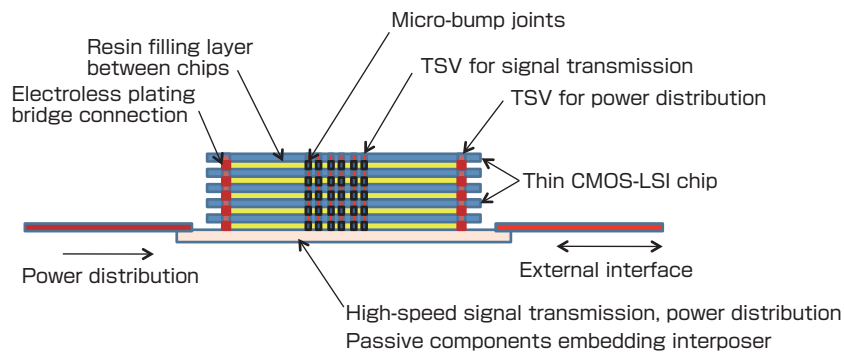 Micro-bump joints
Resin filling layer
between chips
TSV for signal transmission
Electroless plating
bridge connection
TSV for power distribution
Thin CMOS-LSI chip
Power distribution
External interface
High-speed signal transmission, power distribution
Passive components embedding interposer